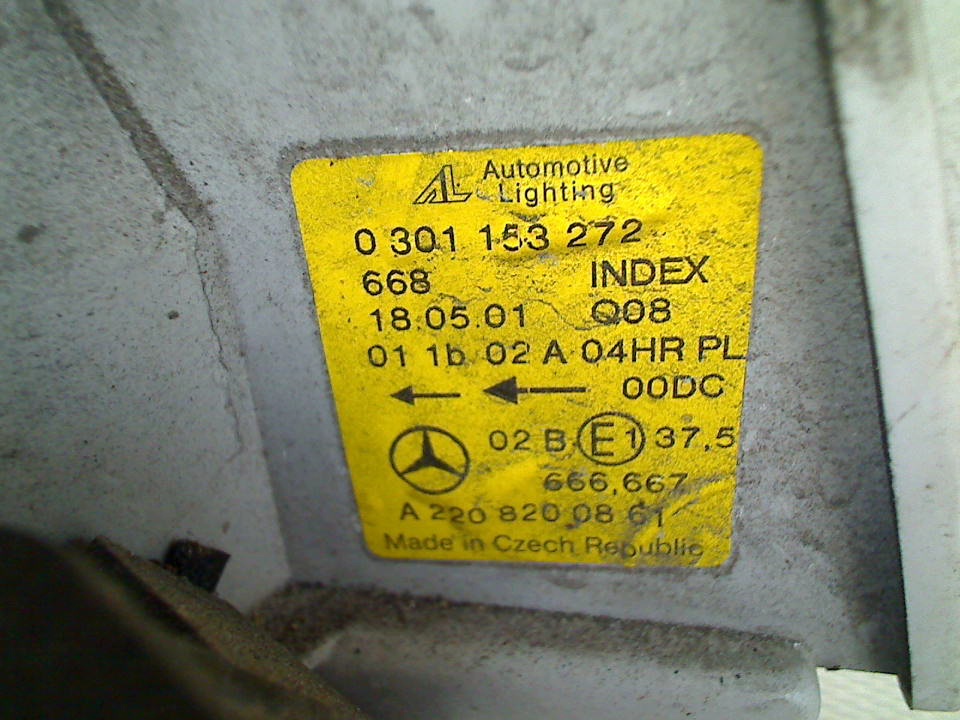 AL Automotive
Lighting
0 301 153 272
668 INDEX
18.05.01 Q08
01 1b 02 A 04HR PL
00DC
02 B E1 37,5
666,667
A 220 820 08 61
Made in Czech Republic